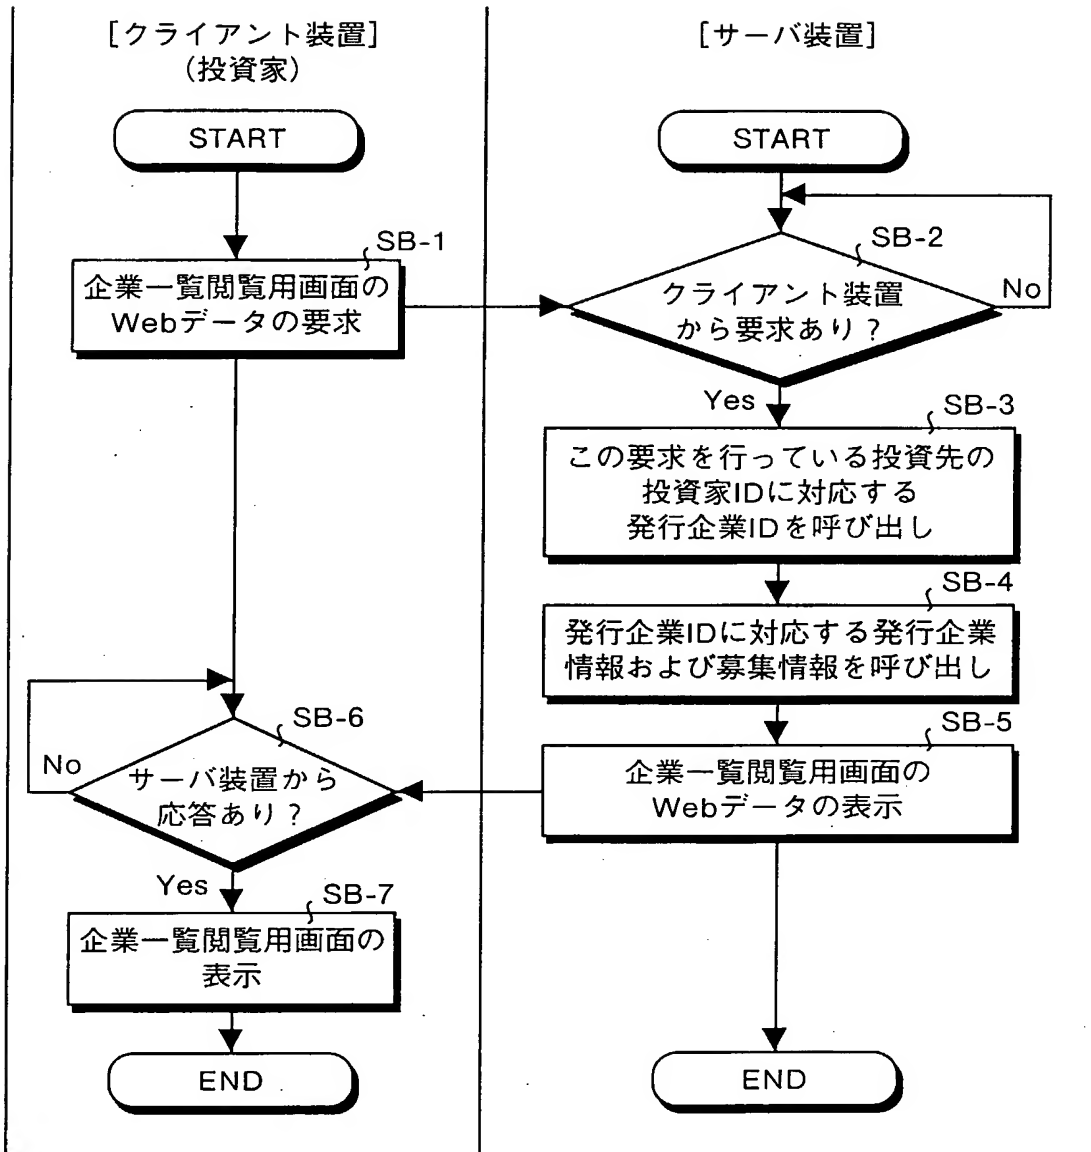 [クライアント装置]
(投資家)
START
SB-1
企業一覧閲覧用画面の
Webデータの要求
SB-6
サーバ装置から
応答あり?
No
Yes
SB-7
企業一覧閲覧用画面の
表示
END
[サーバ装置]
START
SB-2
クライアント装置
から要求あり?
No
Yes
SB-3
この要求を行っている投資先の
投資家IDに対応する
発行企業IDを呼び出し
SB-4
発行企業IDに対応する発行企業
情報および募集情報を呼び出し
SB-5
企業一覧閲覧用画面の
Webデータの表示
END